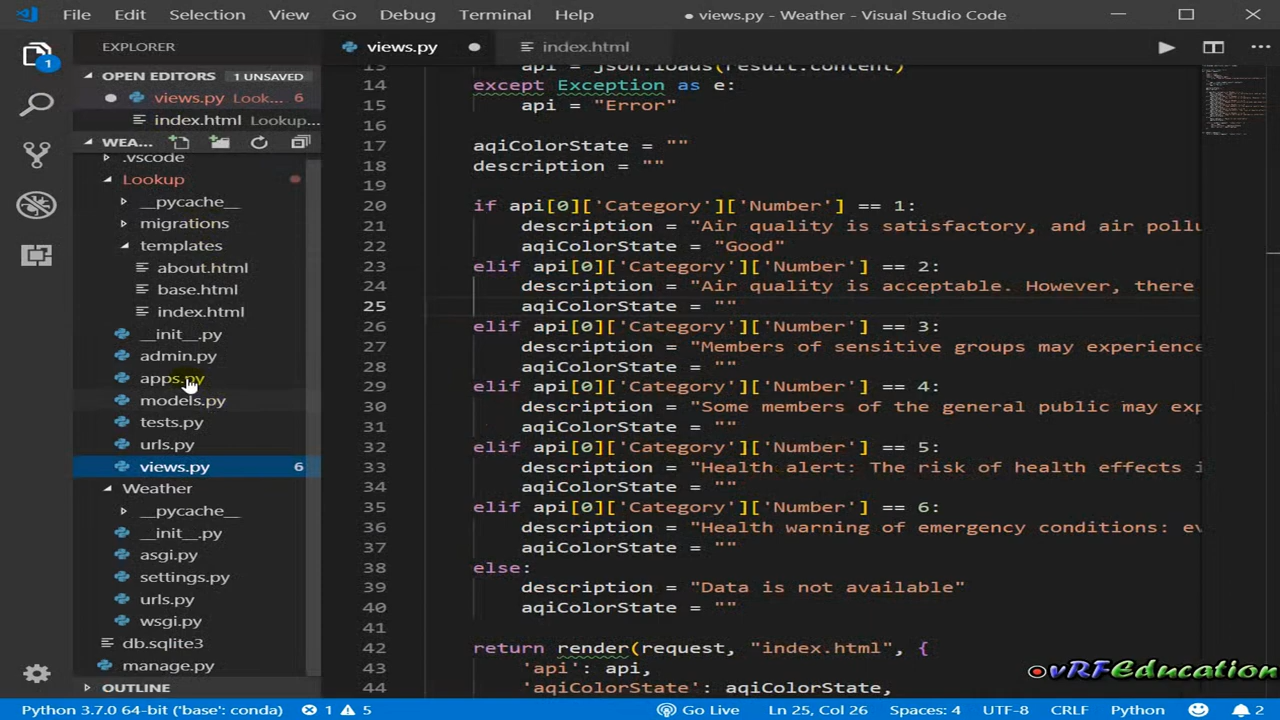 File Edit Selection View Go Debug Terminal Help ● views.py - Weather - Visual Studio Code
EXPLORER
OPEN EDITORS 1 UNSAVED
views.py Look... 6
index.html Lookup...
WEA...
.vscode
Lookup
__pycache__
migrations
templates
about.html
base.html
index.html
__init__.py
admin.py
apps.py
models.py
tests.py
urls.py
views.py 6
Weather
__pycache__
__init__.py
asgi.py
settings.py
urls.py
wsgi.py
db.sqlite3
manage.py
OUTLINE
1
views.py ● index.html
13 api = json.loads(result.content)
14 except Exception as e:
15 api = "Error"
16
17 aqiColorState = ""
18 description = ""
19
20 if api[0]['Category']['Number'] == 1:
21 description = "Air quality is satisfactory, and air pollu
22 aqiColorState = "Good"
23 elif api[0]['Category']['Number'] == 2:
24 description = "Air quality is acceptable. However, there
25 aqiColorState = ""
26 elif api[0]['Category']['Number'] == 3:
27 description = "Members of sensitive groups may experience
28 aqiColorState = ""
29 elif api[0]['Category']['Number'] == 4:
30 description = "Some members of the general public may exp
31 aqiColorState = ""
32 elif api[0]['Category']['Number'] == 5:
33 description = "Health alert: The risk of health effects i
34 aqiColorState = ""
35 elif api[0]['Category']['Number'] == 6:
36 description = "Health warning of emergency conditions: ev
37 aqiColorState = ""
38 else:
39 description = "Data is not available"
40 aqiColorState = ""
41
42 return render(request, "index.html", {
43 'api': api,
44 'aqiColorState': aqiColorState,
vRFEducation
Python 3.7.0 64-bit ('base': conda) 1 5 Go Live Ln 25, Col 26 Spaces: 4 UTF-8 CRLF Python 2